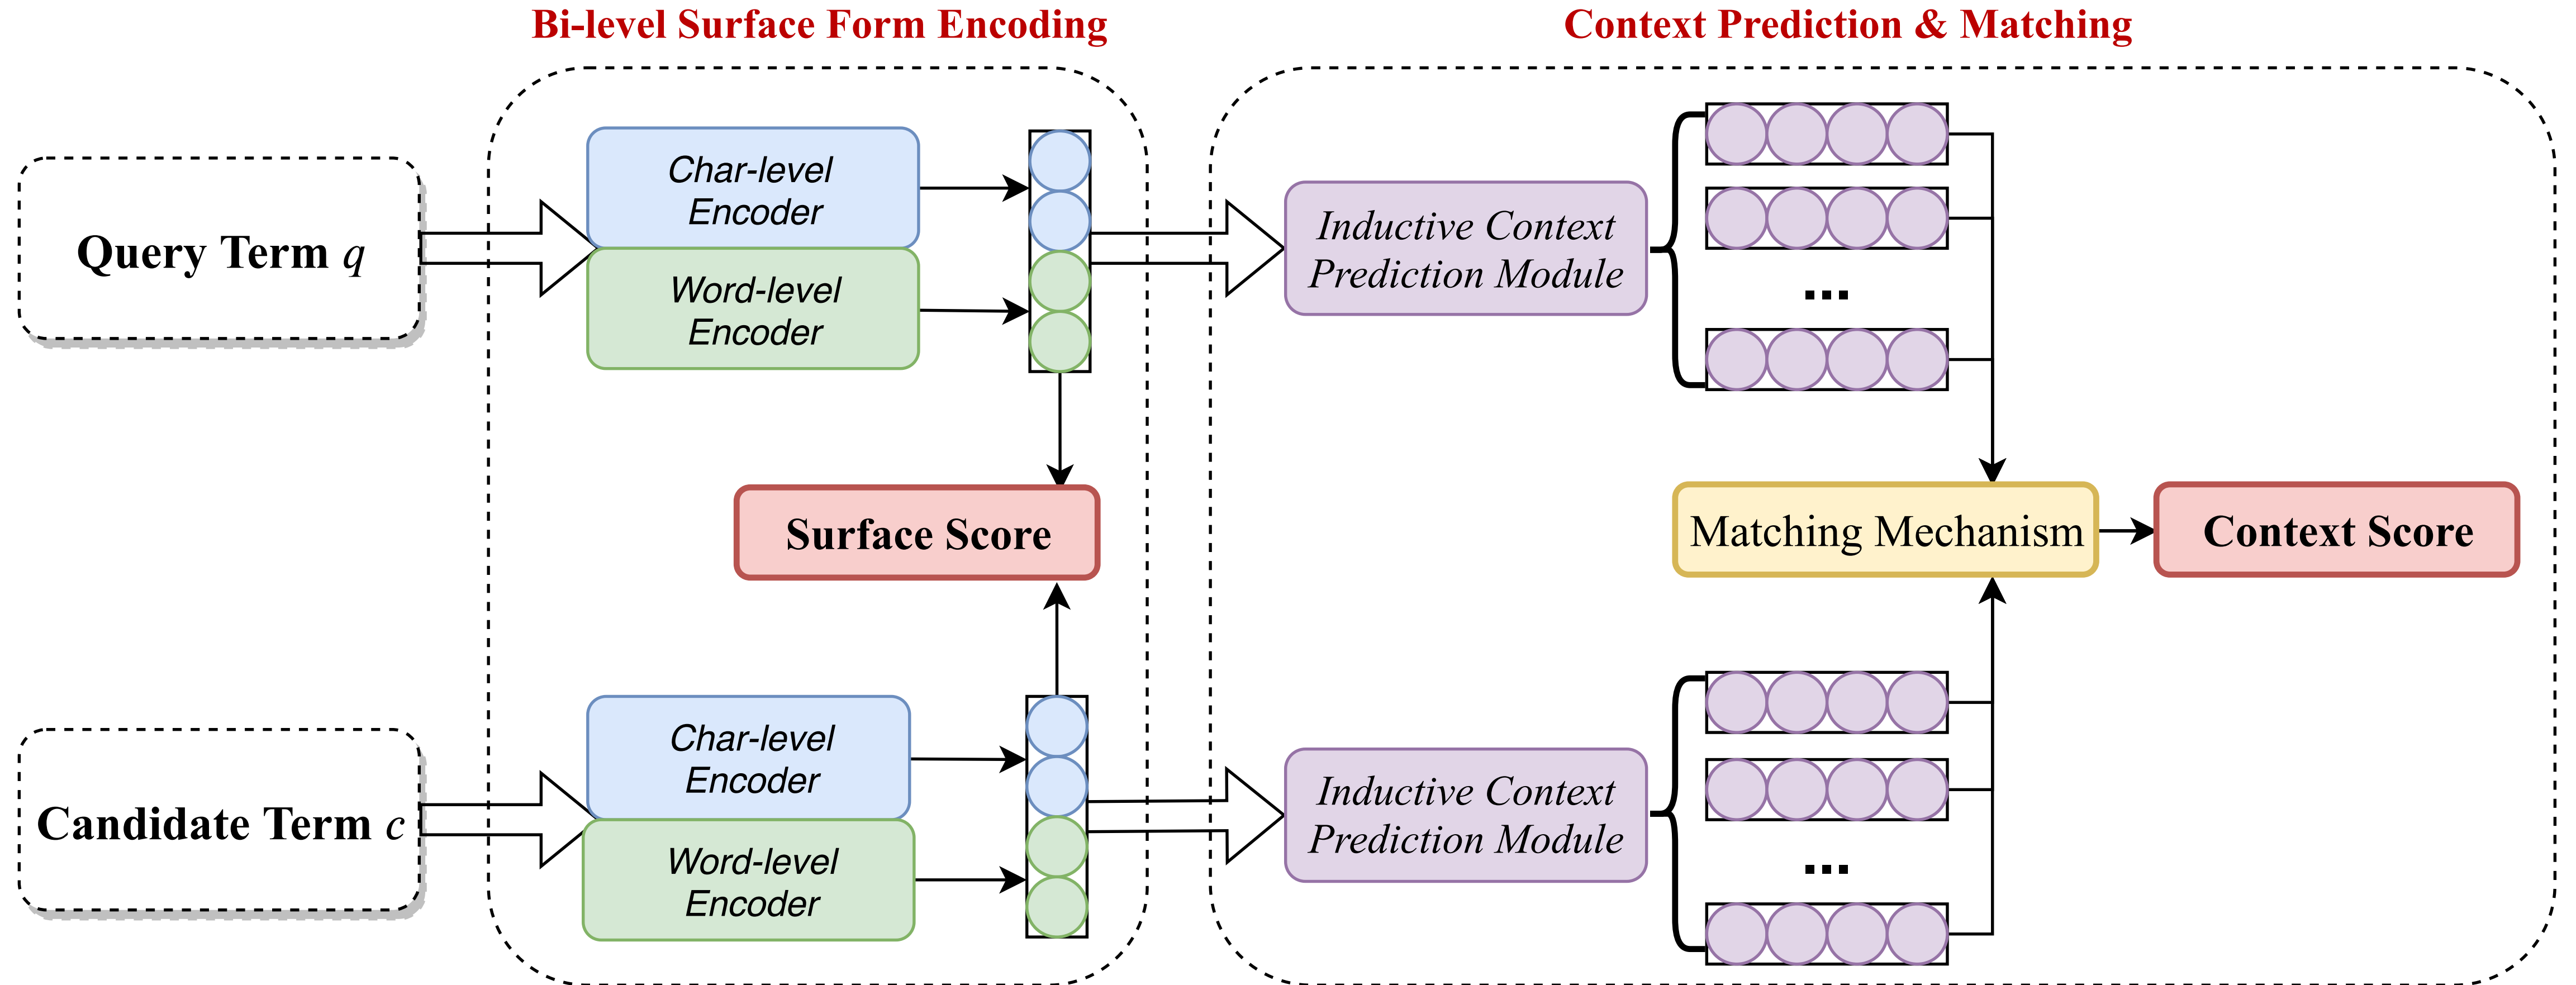 Bi-level Surface Form Encoding
Context Prediction & Matching
Query Term q
Char-level
Encoder
Word-level
Encoder
Inductive Context
Prediction Module
...
Surface Score
Matching Mechanism
Context Score
Candidate Term c
Char-level
Encoder
Word-level
Encoder
Inductive Context
Prediction Module
...